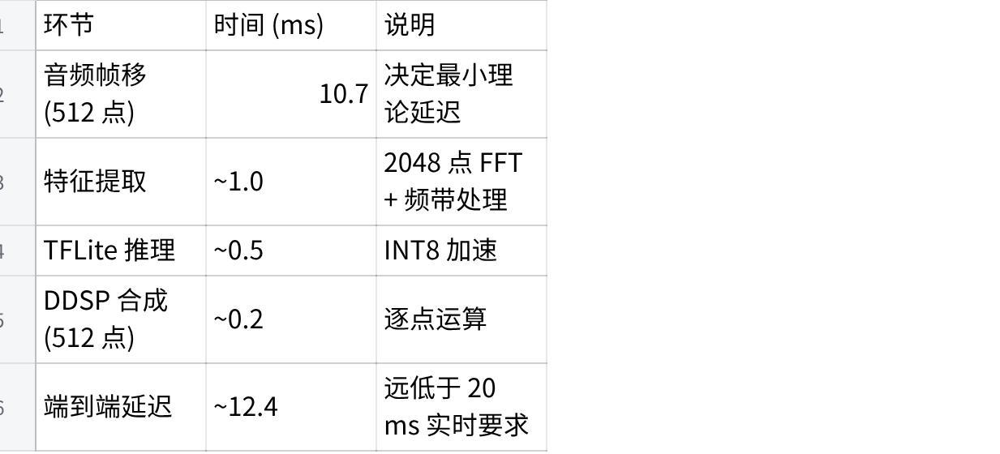 1 环节 时间 (ms) 说明
2 音频帧移 (512 点) 10.7 决定最小理论延迟
3 特征提取 ~1.0 2048 点 FFT + 频带处理
4 TFLite 推理 ~0.5 INT8 加速
5 DDSP 合成 (512 点) ~0.2 逐点运算
6 端到端延迟 ~12.4 远低于 20 ms 实时要求